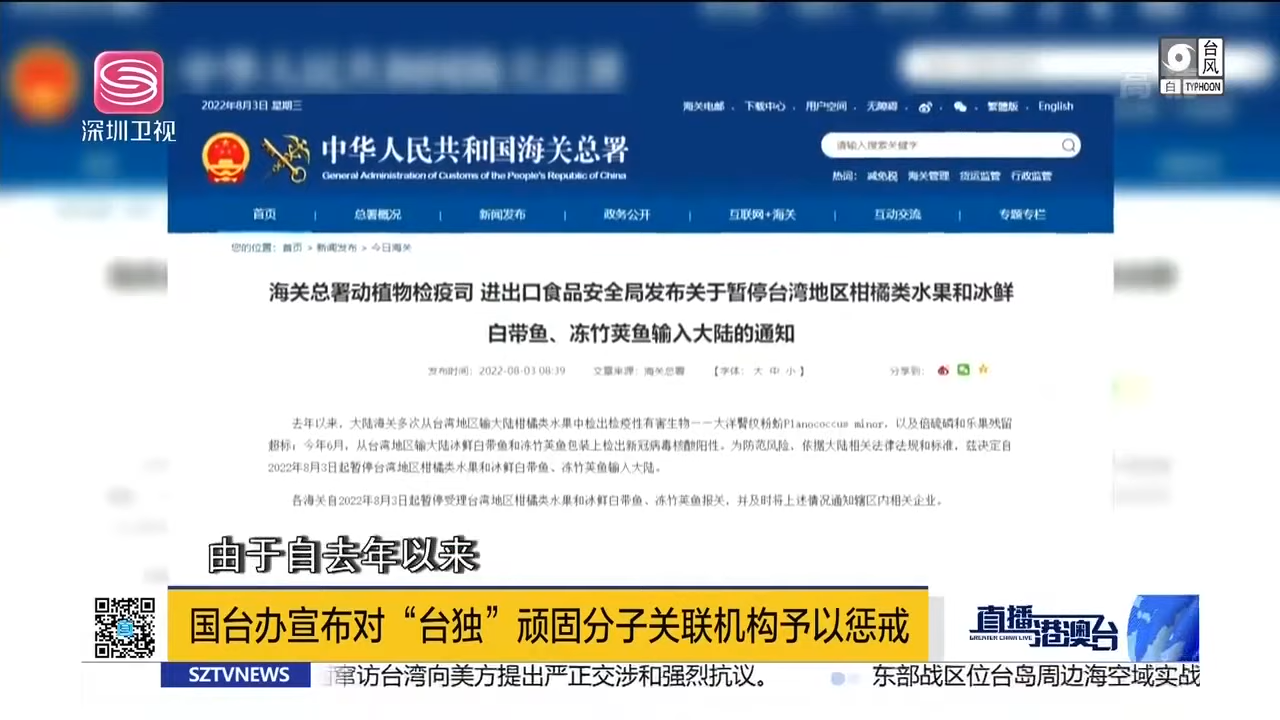 深圳卫视
台风
白
TYPHOON
2022年8月3日 星期三
海关电邮
下载中心
用户空间
无障碍
繁體版
English
中华人民共和国海关总署
General Administration of Customs of the People's Republic of China
请输入搜索关键字
热词: 减免税 海关管理 货运监管 行政监管
首页 | 总署概况 | 新闻发布 | 政务公开 | 互联网+海关 | 互动交流 | 专题专栏
您的位置: 首页 > 新闻发布 > 今日海关
海关总署动植物检疫司 进出口食品安全局发布关于暂停台湾地区柑橘类水果和冰鲜
白带鱼、冻竹荚鱼输入大陆的通知
发布时间: 2022-08-03 08:39 文章来源: 海关总署 【字体: 大 中 小】 分享到:
去年以来，大陆海关多次从台湾地区输大陆柑橘类水果中检出检疫性有害生物——大洋臀纹粉蚧Planococcus minor，以及倍硫磷和乐果残留
超标；今年6月，从台湾地区输大陆冰鲜白带鱼和冻竹荚鱼包装上检出新冠病毒核酸阳性。为防范风险，依据大陆相关法律法规和标准，兹决定自
2022年8月3日起暂停台湾地区柑橘类水果和冰鲜白带鱼、冻竹荚鱼输入大陆。
各海关自2022年8月3日起暂停受理台湾地区柑橘类水果和冰鲜白带鱼、冻竹荚鱼报关，并及时将上述情况通知辖区内相关企业。
由于自去年以来
国台办宣布对“台独”顽固分子关联机构予以惩戒
直播港澳台
GREATER CHINA LIVE
SZTVNEWS
窜访台湾向美方提出严正交涉和强烈抗议。 东部战区位台岛周边海空域实战